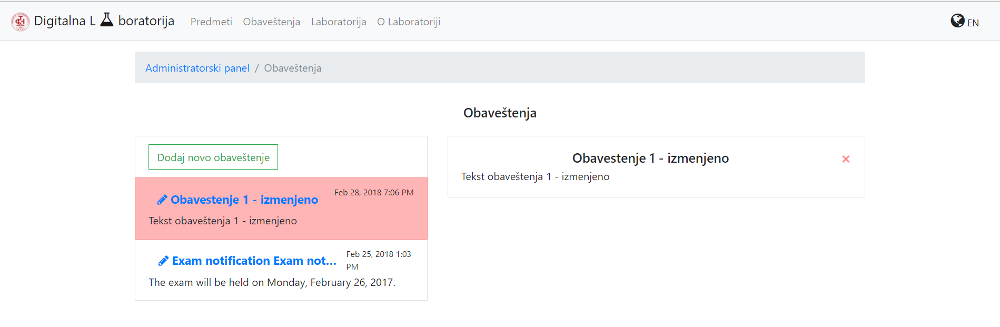 Digitalna L boratorija Predmeti Obaveštenja Laboratorija O Laboratoriji EN
Administratorski panel / Obaveštenja
Obaveštenja
Dodaj novo obaveštenje
Obavestenje 1 - izmenjeno Feb 28, 2018 7:06 PM
Tekst obaveštenja 1 - izmenjeno
Exam notification Exam not... Feb 25, 2018 1:03
PM
The exam will be held on Monday, February 26, 2017.
Obavestenje 1 - izmenjeno ×
Tekst obaveštenja 1 - izmenjeno